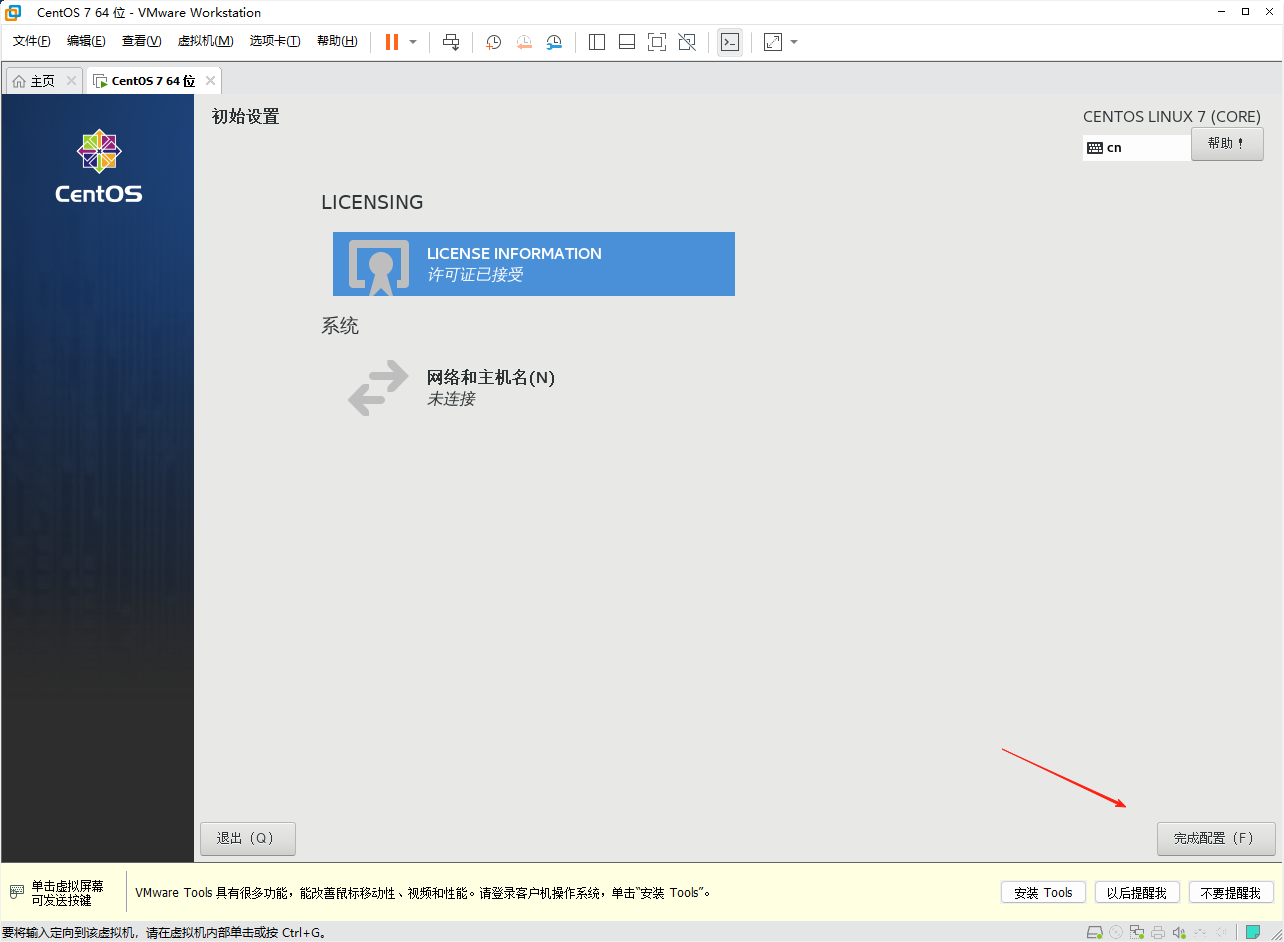 CentOS 7 64 位 - VMware Workstation
文件(F) 编辑(E) 查看(V) 虚拟机(M) 选项卡(T) 帮助(H)
主页 CentOS 7 64 位
初始设置
CENTOS LINUX 7 (CORE)
cn 帮助！
CentOS
LICENSING
LICENSE INFORMATION
许可证已接受
系统
网络和主机名(N)
未连接
退出（Q） 完成配置（F）
单击虚拟屏幕
可发送按键
VMware Tools 具有很多功能，能改善鼠标移动性、视频和性能。请登录客户机操作系统，单击“安装 Tools”。
安装 Tools 以后提醒我 不要提醒我
要将输入定向到该虚拟机，请在虚拟机内部单击或按 Ctrl+G。